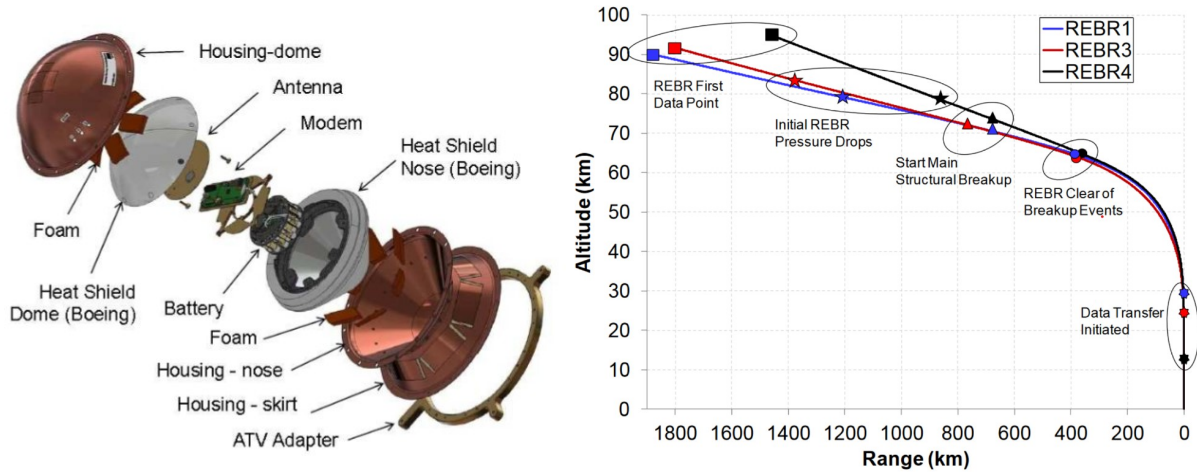 Housing-dome
Antenna
Modem
Heat Shield
Nose (Boeing)
Foam
Heat Shield
Dome (Boeing)
Battery
Foam
Housing - nose
Housing - skirt
ATV Adapter
REBR1
REBR3
REBR4
REBR First
Data Point
Initial REBR
Pressure Drops
Start Main
Structural Breakup
REBR Clear of
Breakup Events
Data Transfer
Initiated
Altitude (km)
100
90
80
70
60
50
40
30
20
10
0
1800 1600 1400 1200 1000 800 600 400 200 0
Range (km)